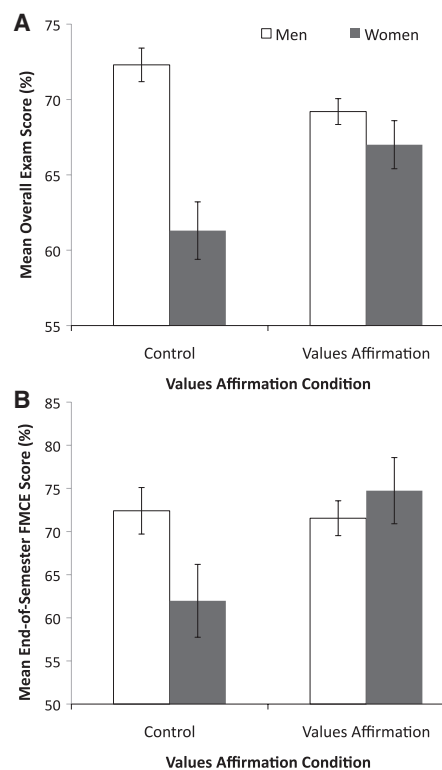 A
Men Women
Mean Overall Exam Score (%)
75
70
65
60
55
Control Values Affirmation
Values Affirmation Condition
B
Mean End-of-Semester FMCE Score (%)
85
80
75
70
65
60
55
50
Control Values Affirmation
Values Affirmation Condition